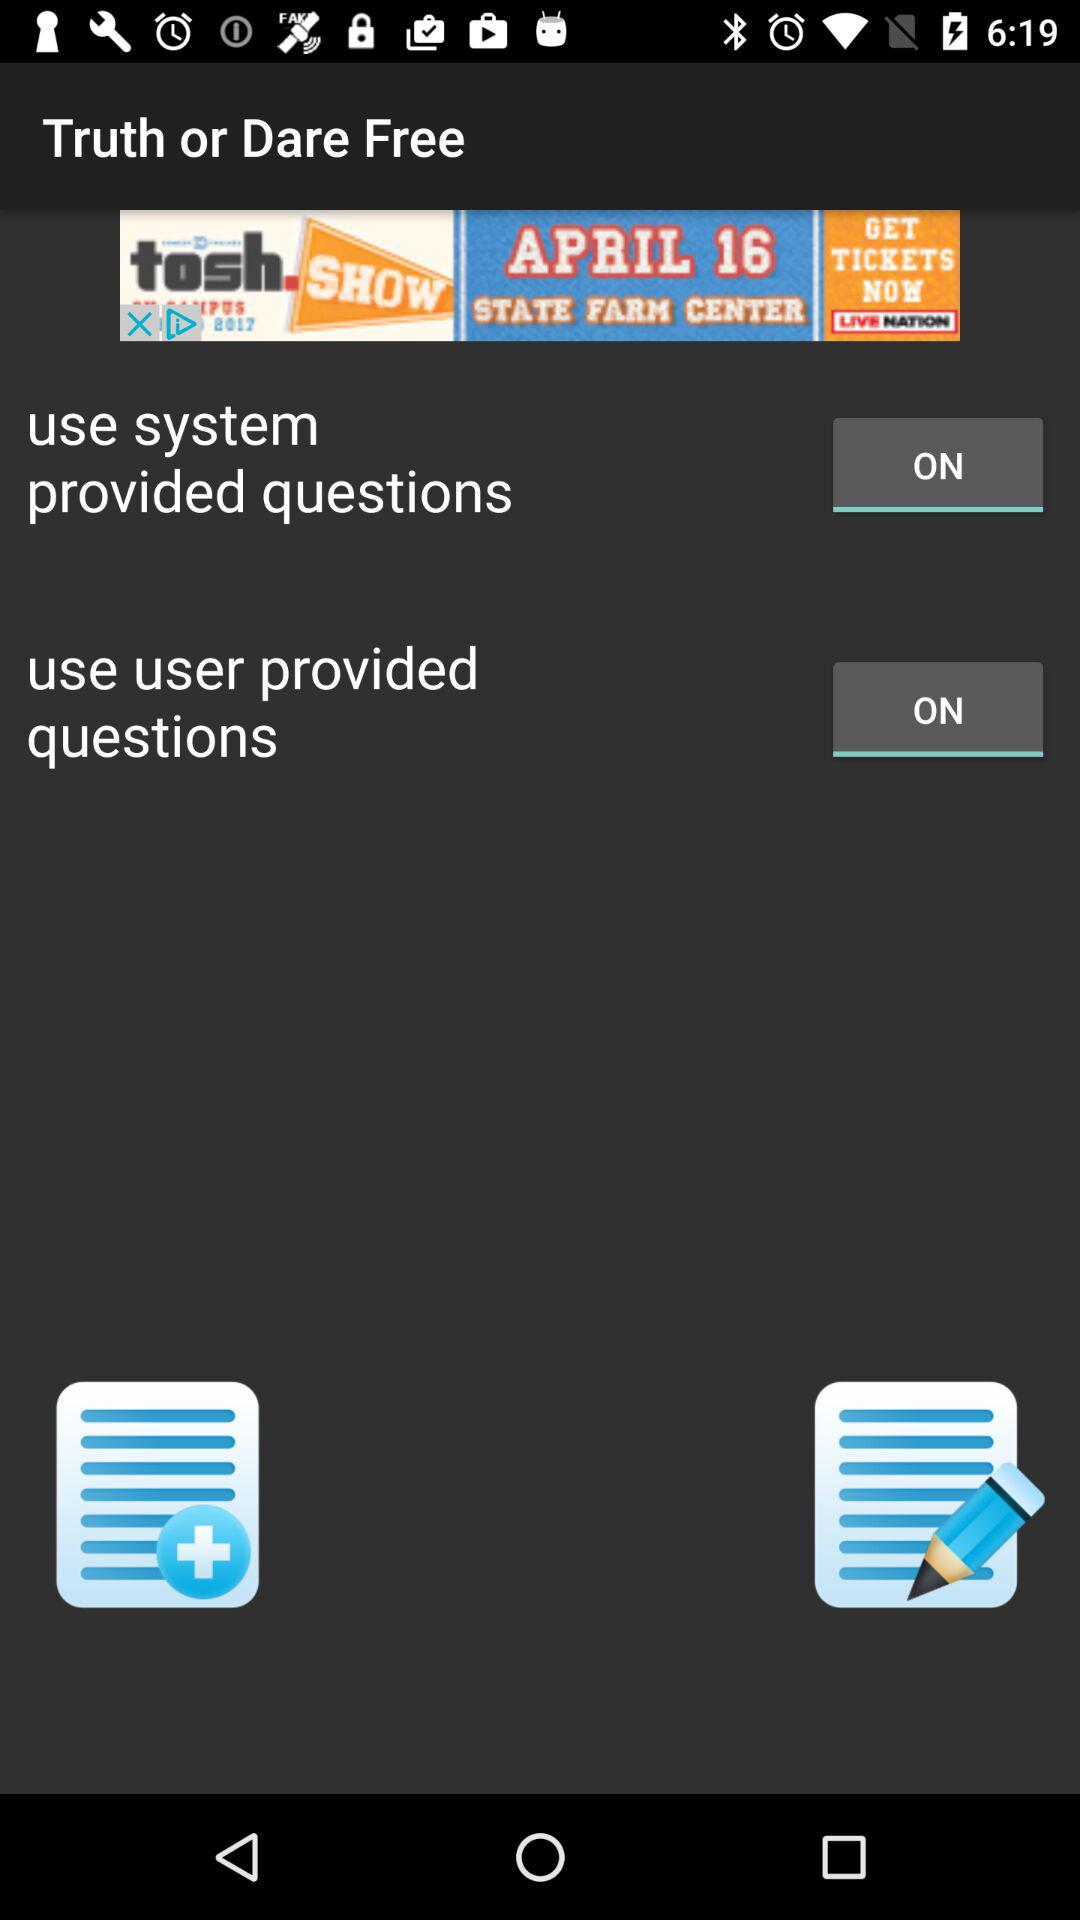 FAKE
6:19
Truth or Dare Free
tosh.SHOW
2017
APRIL 16
STATE FARM CENTER
GET
TICKETS
NOW
LIVE NATION
use system
provided questions
ON
use user provided
questions
ON